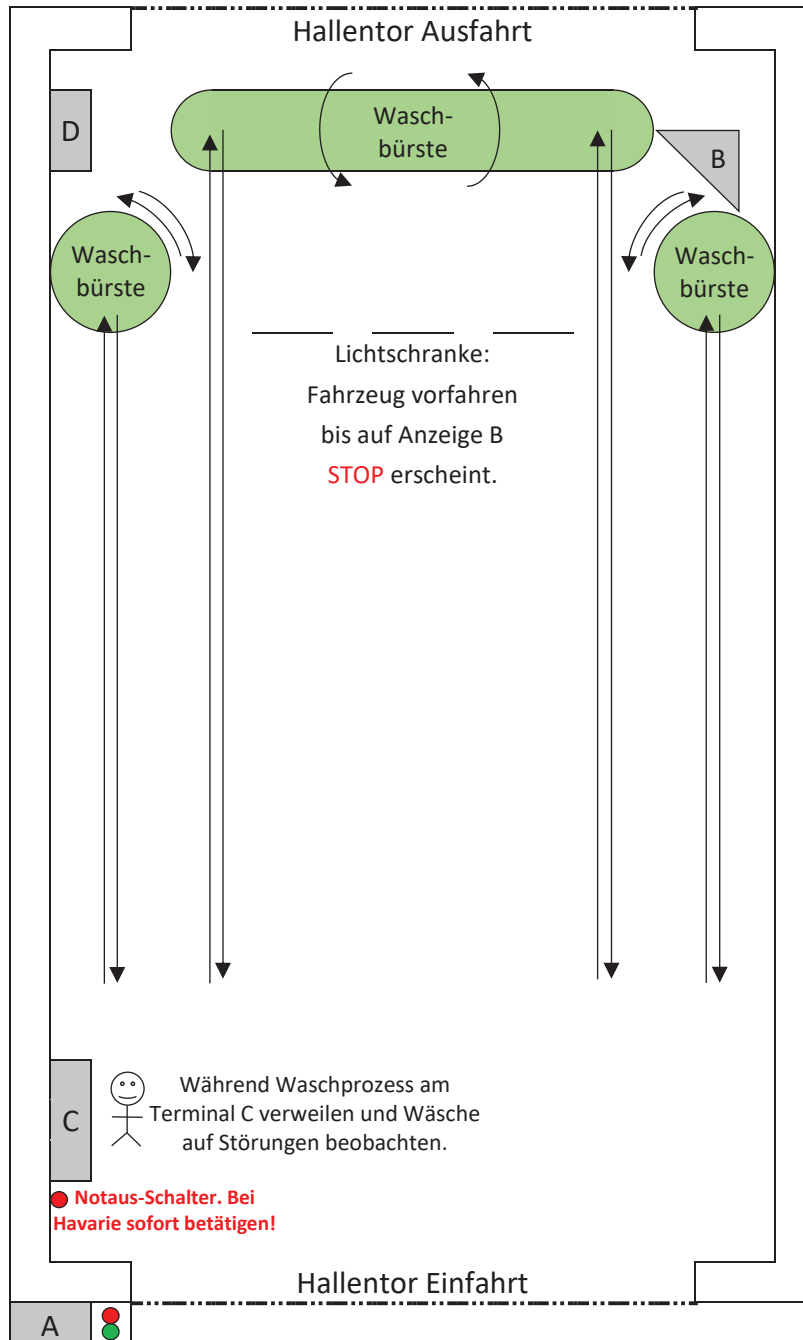 Hallentor Ausfahrt
D
Wasch-
bürste
B
Wasch-
bürste
Wasch-
bürste
Lichtschranke:
Fahrzeug vorfahren
bis auf Anzeige B
STOP erscheint.
C
Während Waschprozess am
Terminal C verweilen und Wäsche
auf Störungen beobachten.
Notaus-Schalter. Bei
Havarie sofort betätigen!
Hallentor Einfahrt
A